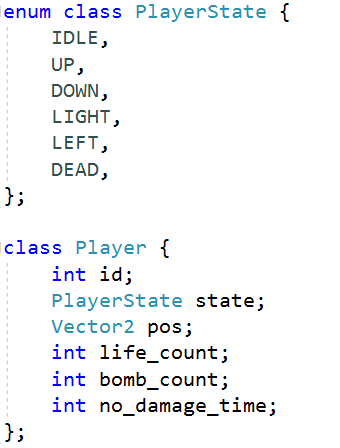 enum class PlayerState {
    IDLE,
    UP,
    DOWN,
    LIGHT,
    LEFT,
    DEAD,
};
class Player {
    int id;
    PlayerState state;
    Vector2 pos;
    int life_count;
    int bomb_count;
    int no_damage_time;
};